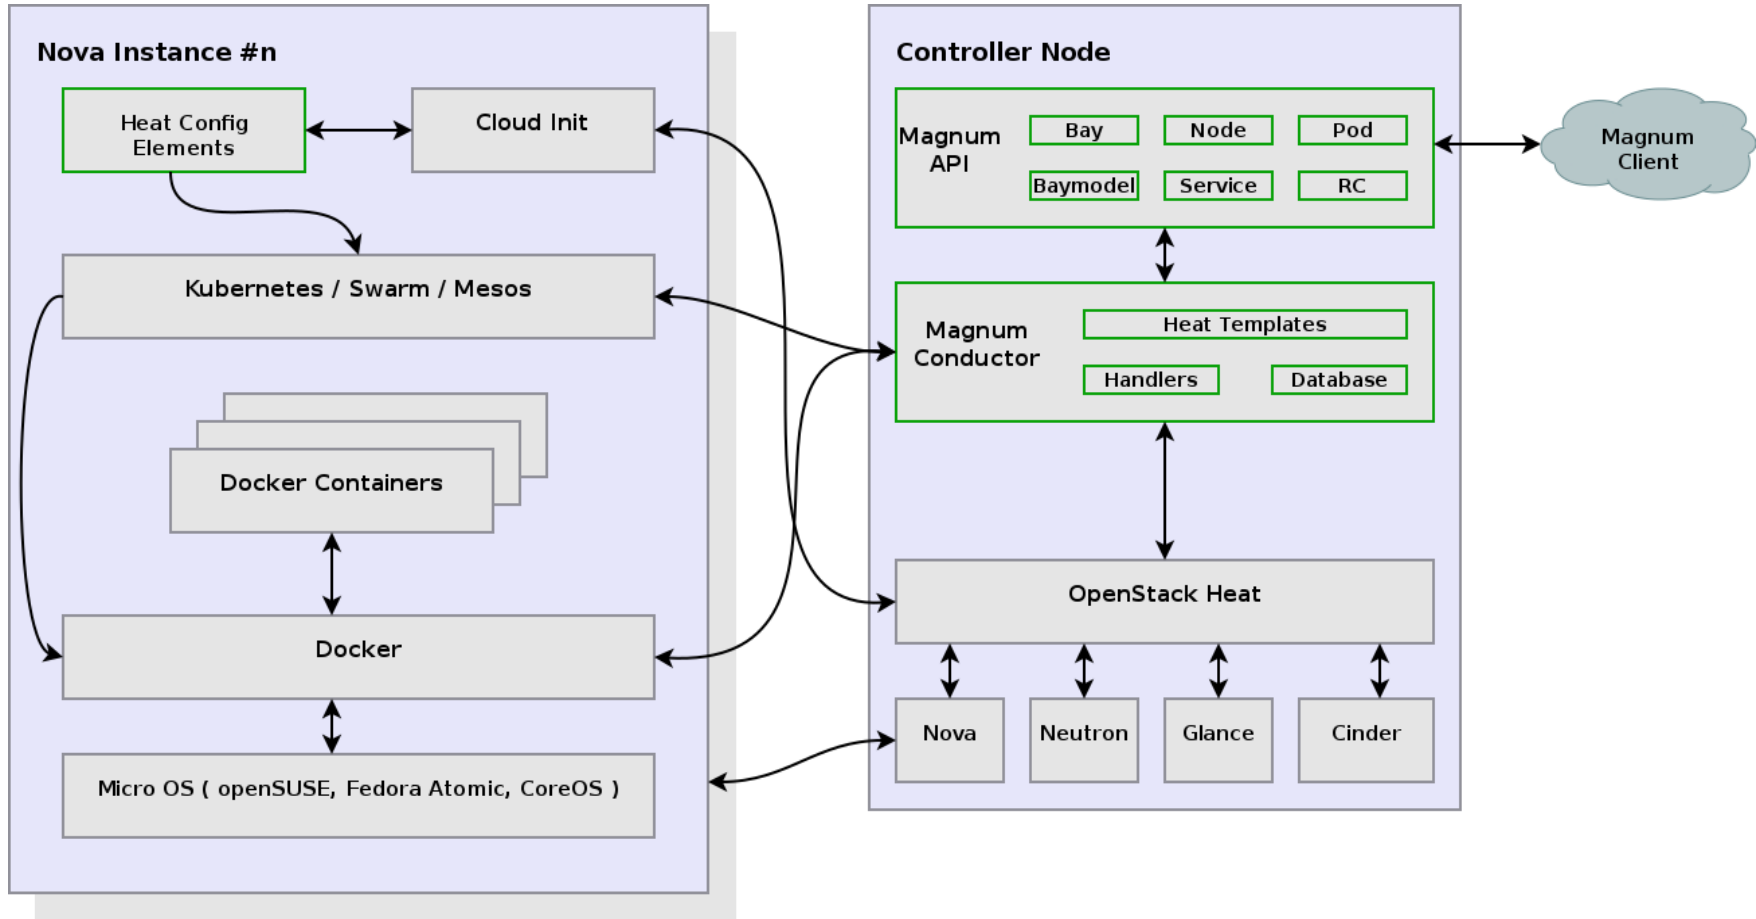 Nova Instance #n
Heat Config
Elements
Cloud Init
Kubernetes / Swarm / Mesos
Docker Containers
Docker
Micro OS ( openSUSE, Fedora Atomic, CoreOS )
Controller Node
Magnum
API
Bay
Node
Pod
Baymodel
Service
RC
Magnum
Conductor
Heat Templates
Handlers
Database
OpenStack Heat
Nova
Neutron
Glance
Cinder
Magnum
Client